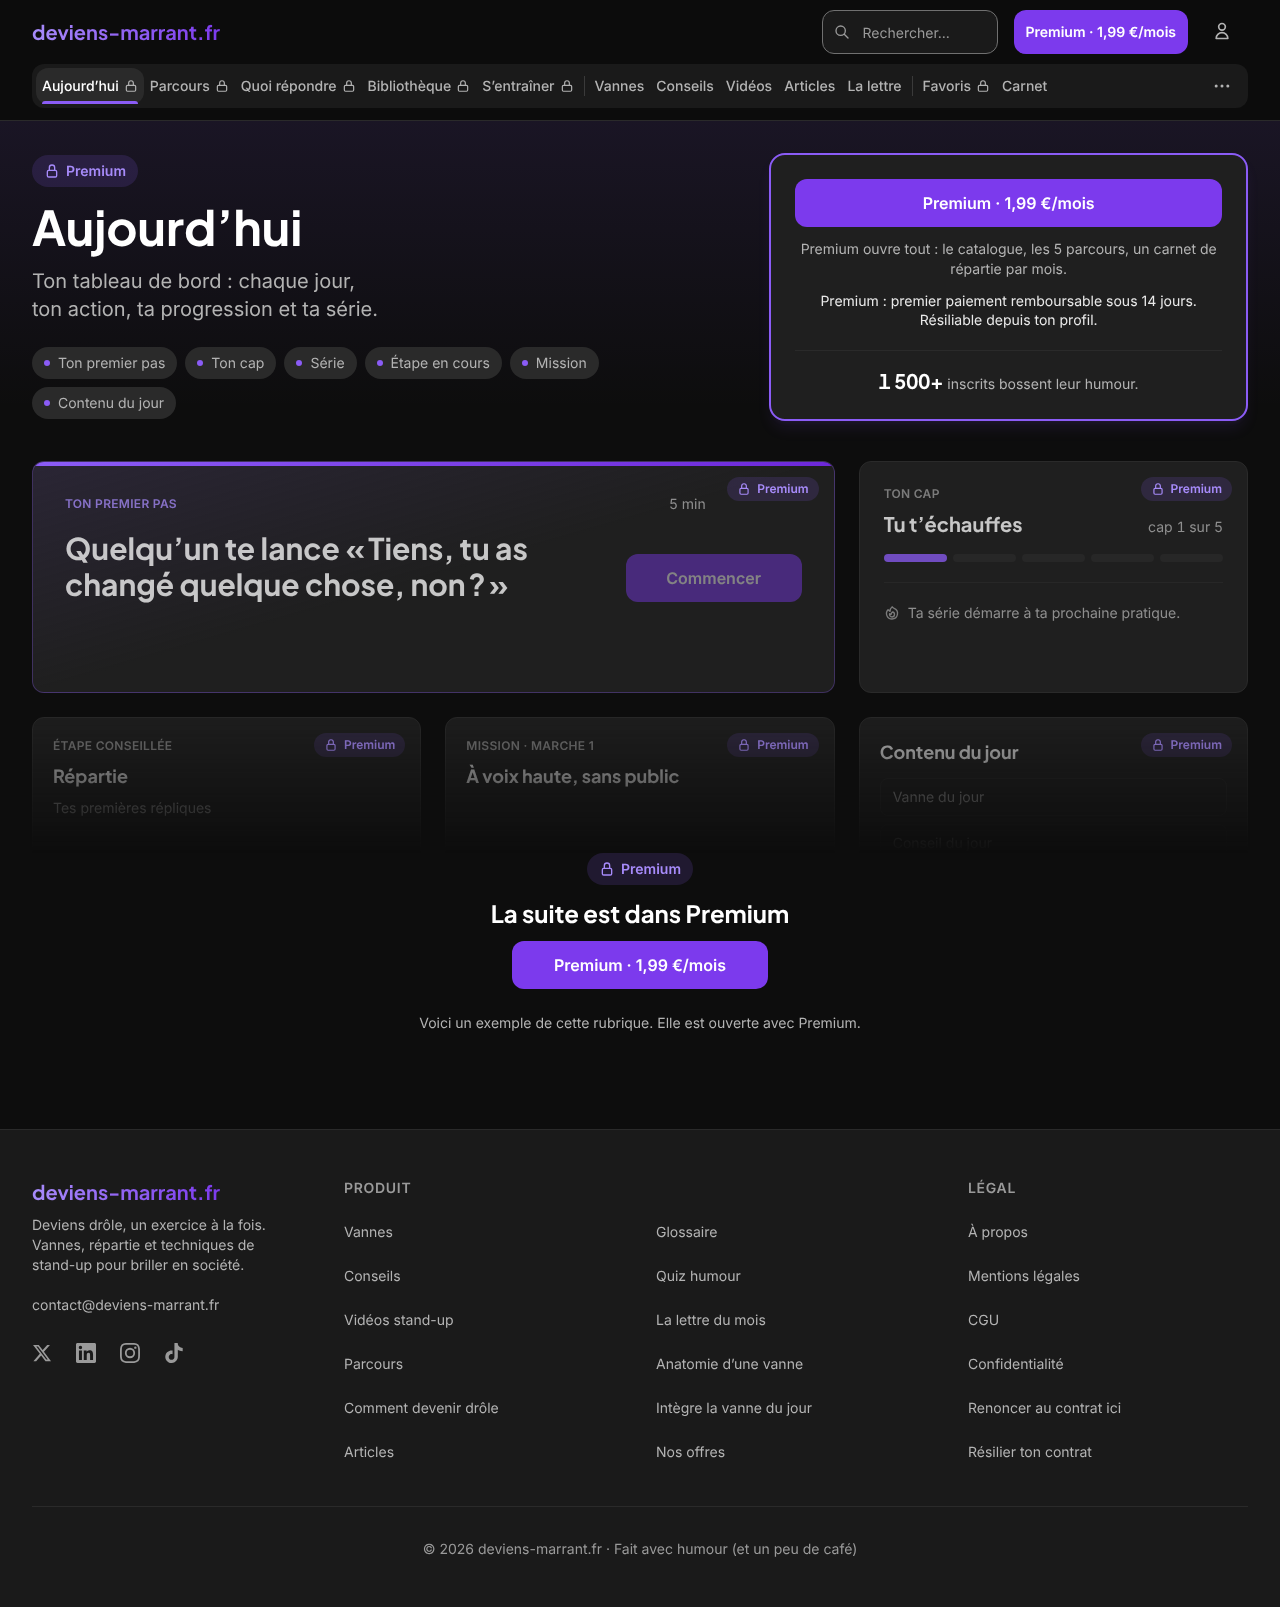 deviens-marrant.fr
Rechercher...
Premium · 1,99 €/mois
Aujourd’hui
Parcours
Quoi répondre
Bibliothèque
S’entraîner
Vannes
Conseils
Vidéos
Articles
La lettre
Favoris
Carnet
Premium
Aujourd’hui
Ton tableau de bord : chaque jour,
ton action, ta progression et ta série.
Ton premier pas
Ton cap
Série
Étape en cours
Mission
Contenu du jour
Premium · 1,99 €/mois
Premium ouvre tout : le catalogue, les 5 parcours, un carnet de
répartie par mois.
Premium : premier paiement remboursable sous 14 jours.
Résiliable depuis ton profil.
1 500+ inscrits bossent leur humour.
TON PREMIER PAS
5 min
Premium
Quelqu’un te lance « Tiens, tu as
changé quelque chose, non ? »
Commencer
TON CAP
Premium
Tu t’échauffes
cap 1 sur 5
Ta série démarre à ta prochaine pratique.
ÉTAPE CONSEILLÉE
Premium
Répartie
Tes premières répliques
MISSION · MARCHE 1
Premium
À voix haute, sans public
Contenu du jour
Premium
Vanne du jour
Conseil du jour
Premium
La suite est dans Premium
Premium · 1,99 €/mois
Voici un exemple de cette rubrique. Elle est ouverte avec Premium.
deviens-marrant.fr
Deviens drôle, un exercice à la fois.
Vannes, répartie et techniques de
stand-up pour briller en société.
contact@deviens-marrant.fr
PRODUIT
Vannes
Conseils
Vidéos stand-up
Parcours
Comment devenir drôle
Articles
Glossaire
Quiz humour
La lettre du mois
Anatomie d’une vanne
Intègre la vanne du jour
Nos offres
LÉGAL
À propos
Mentions légales
CGU
Confidentialité
Renoncer au contrat ici
Résilier ton contrat
© 2026 deviens-marrant.fr · Fait avec humour (et un peu de café)